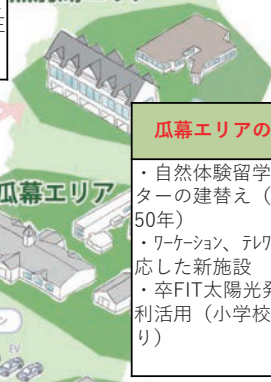 瓜幕エリアの
瓜幕エリア
・自然体験留学
ターの建替え（
50年）
・ﾜｰｹｰｼｮﾝ、ﾃﾚﾜ
応した新施設
・卒FIT太陽光発
利活用（小学校
り）
EV